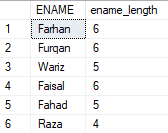 ENAME ename_length
1 Farhan 6
2 Furqan 6
3 Wariz 5
4 Faisal 6
5 Fahad 5
6 Raza 4